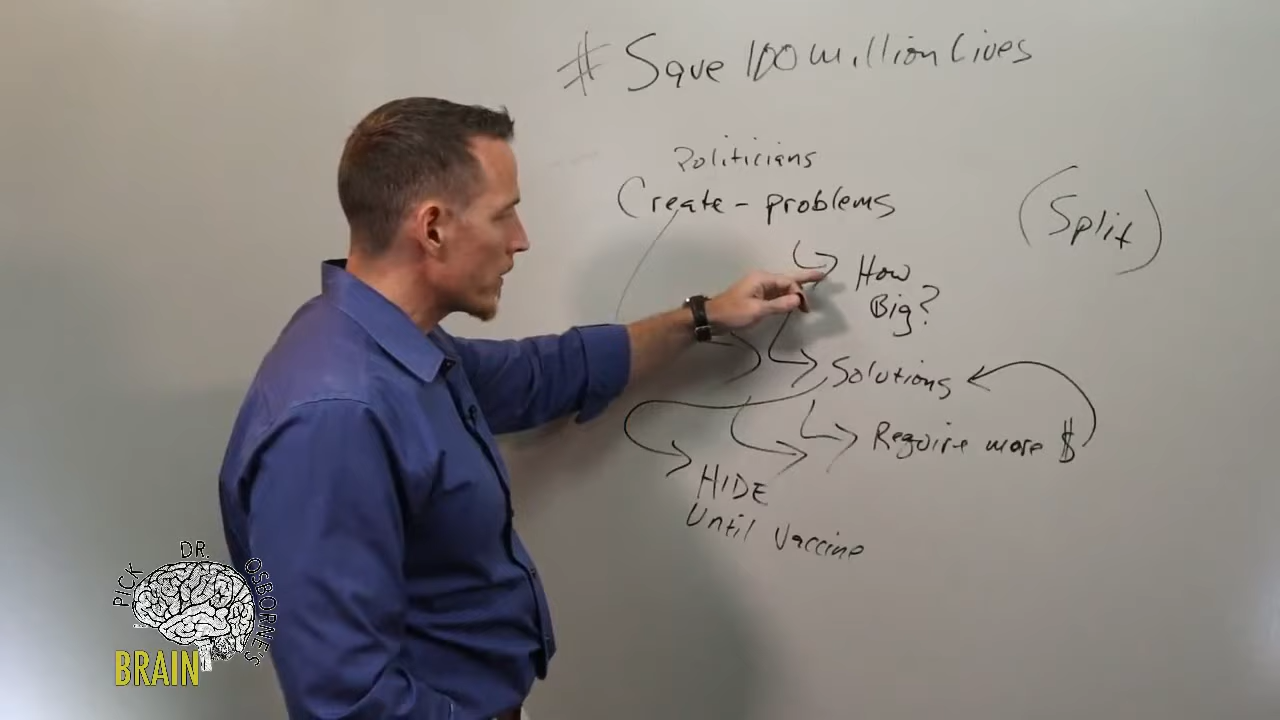 # Save 100 million Lives
Politicians
Create - problems
(Split)
How
Big?
Solutions
Require more $
HIDE
Until Vaccine
PICK DR. OSBORNE'S
BRAIN